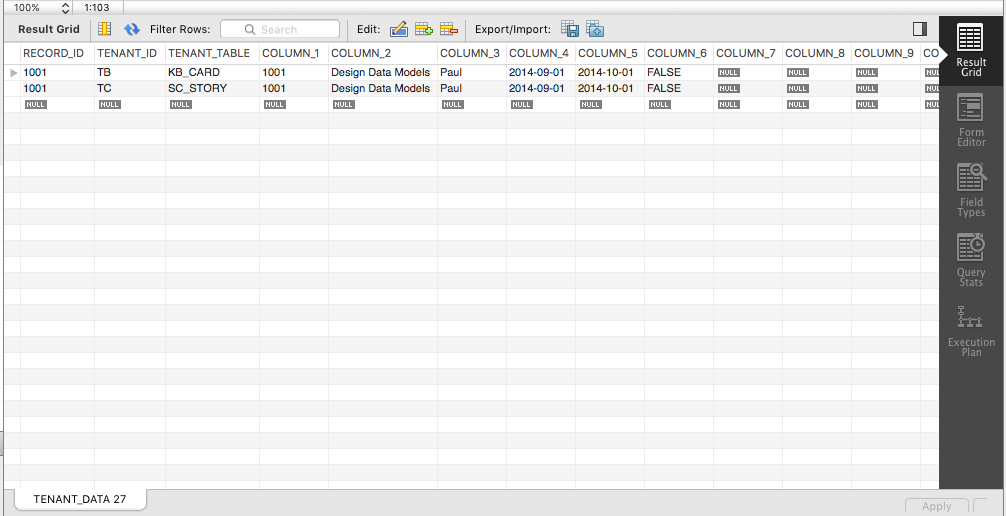 100% 1:103
Result Grid Filter Rows: Search Edit: Export/Import:
RECORD_ID TENANT_ID TENANT_TABLE COLUMN_1 COLUMN_2 COLUMN_3 COLUMN_4 COLUMN_5 COLUMN_6 COLUMN_7 COLUMN_8 COLUMN_9 CO
1001 TB KB_CARD 1001 Design Data Models Paul 2014-09-01 2014-10-01 FALSE NULL NULL NULL NUL
1001 TC SC_STORY 1001 Design Data Models Paul 2014-09-01 2014-10-01 FALSE NULL NULL NULL NUL
NULL NULL NULL NULL NULL NULL NULL NULL NULL NULL NULL NULL NUL
Result
Grid
Form
Editor
Field
Types
Query
Stats
Execution
Plan
TENANT_DATA 27
Apply